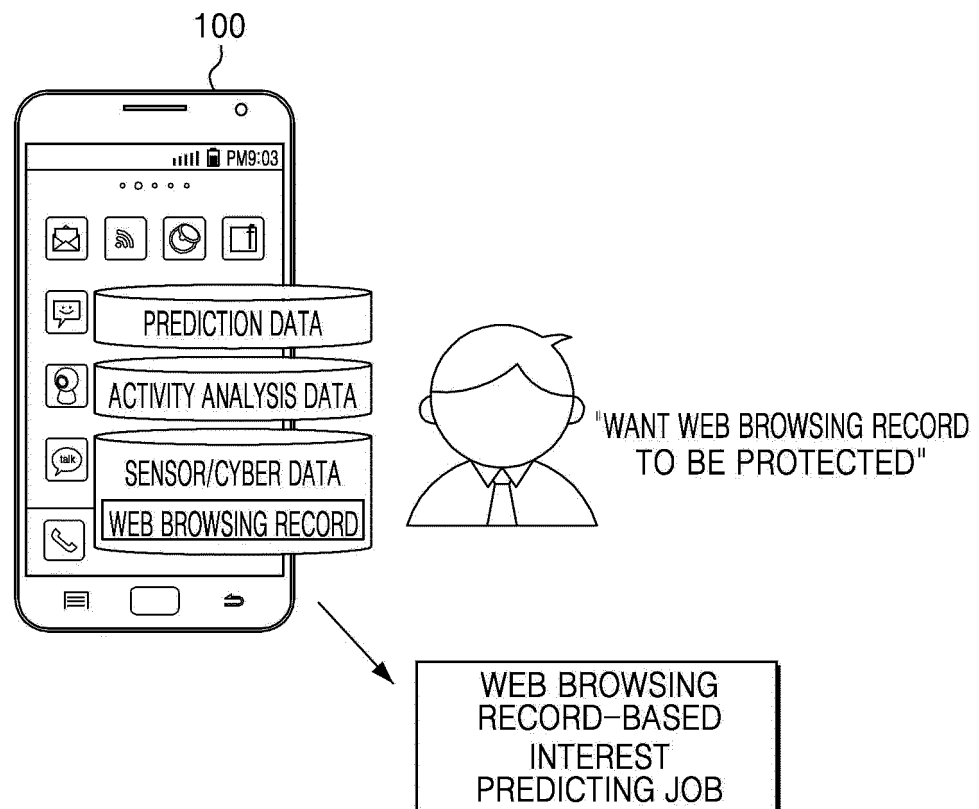 100
PM9:03
f
PREDICTION DATA
ACTIVITY ANALYSIS DATA
talk
SENSOR/CYBER DATA
WEB BROWSING RECORD
"WANT WEB BROWSING RECORD
TO BE PROTECTED"
WEB BROWSING
RECORD-BASED
INTEREST
PREDICTING JOB